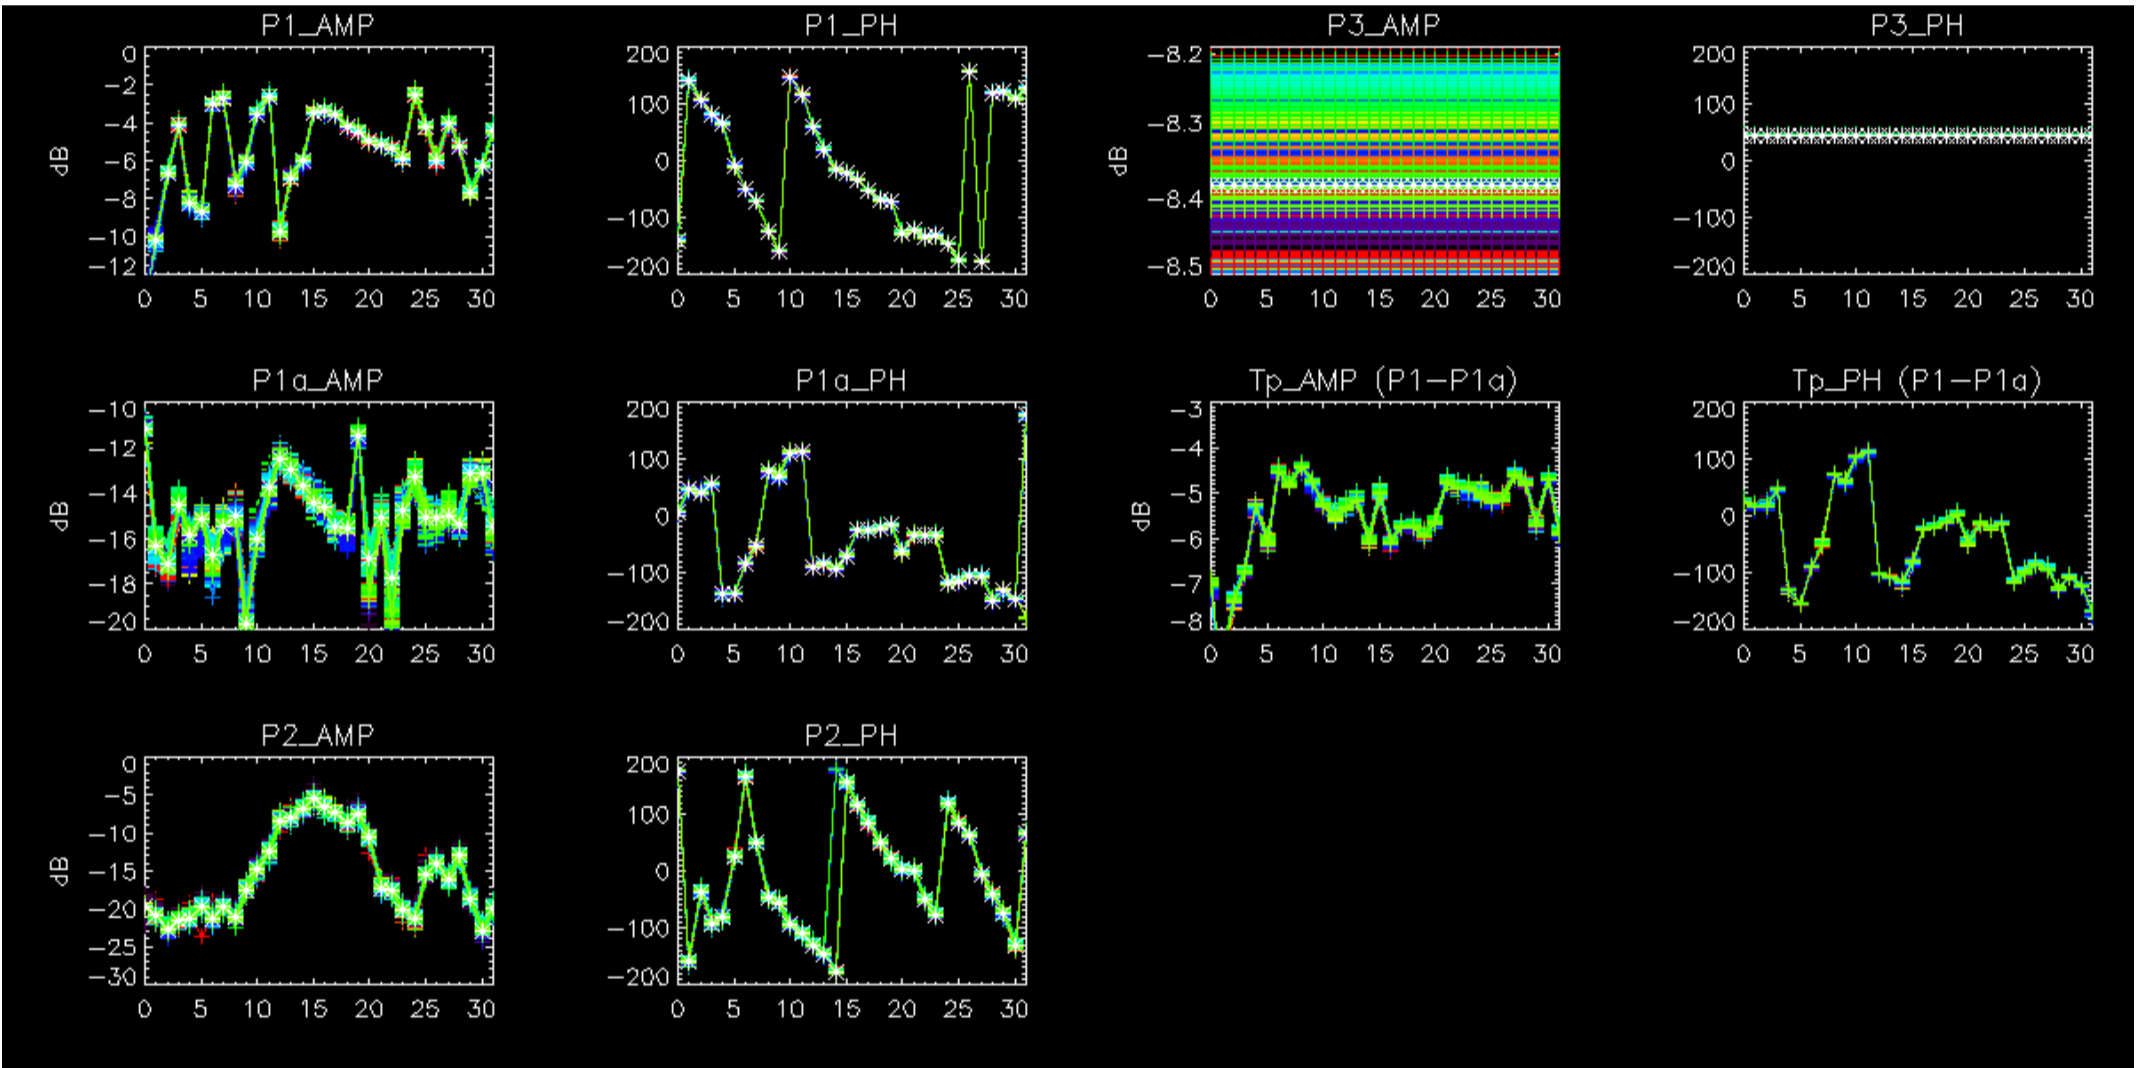 P1_AMP
P1_PH
P3_AMP
P3_PH
0
−2
−4
−6
−8
−10
−12
dB
0 5 10 15 20 25 30
200
100
0
−100
−200
0 5 10 15 20 25 30
−8.2
−8.3
−8.4
−8.5
dB
0 5 10 15 20 25 30
200
100
0
−100
−200
0 5 10 15 20 25 30
P1a_AMP
P1a_PH
Tp_AMP (P1−P1a)
Tp_PH (P1−P1a)
−10
−12
−14
−16
−18
−20
dB
0 5 10 15 20 25 30
200
100
0
−100
−200
0 5 10 15 20 25 30
−3
−4
−5
−6
−7
−8
dB
0 5 10 15 20 25 30
200
100
0
−100
−200
0 5 10 15 20 25 30
P2_AMP
P2_PH
0
−5
−10
−15
−20
−25
−30
dB
0 5 10 15 20 25 30
200
100
0
−100
−200
0 5 10 15 20 25 30